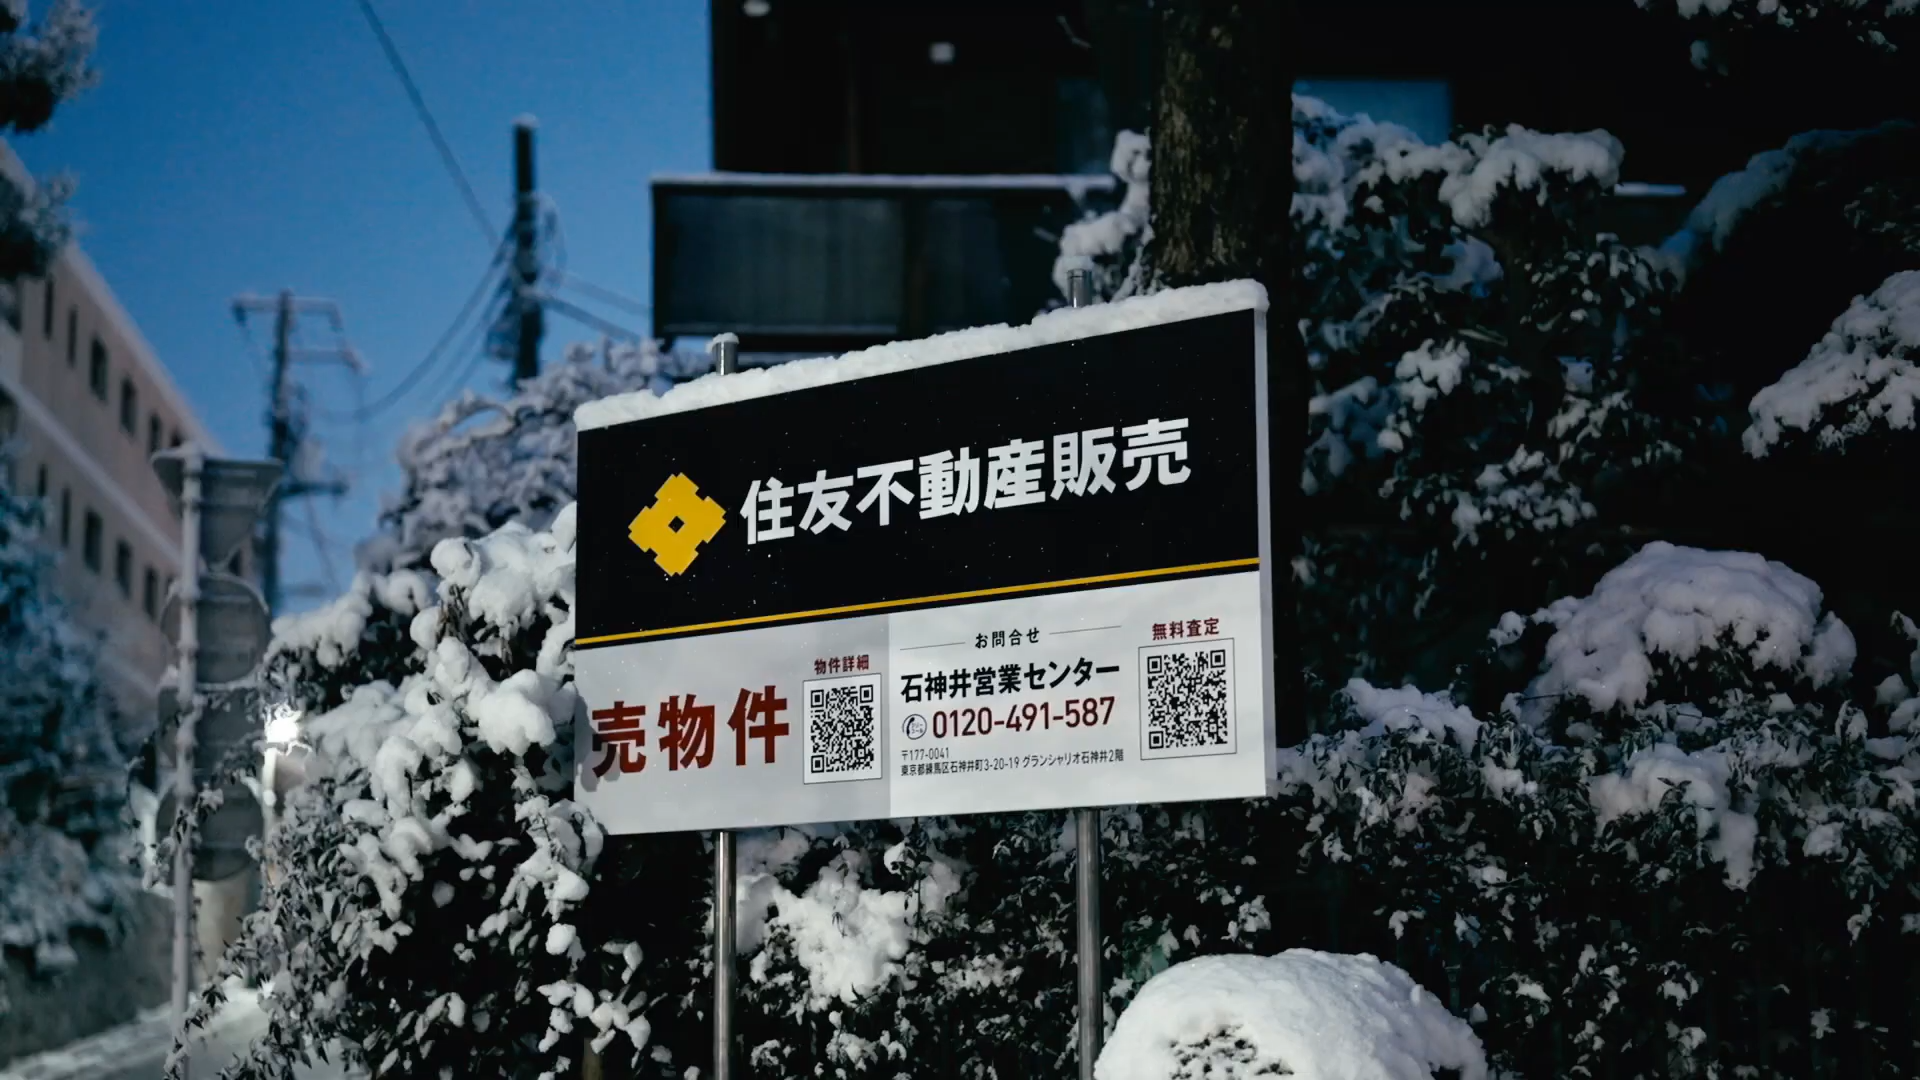 住友不動産販売
売物件
物件詳細
お問合せ
石神井営業センター
0120-491-587
〒177-0041
東京都練馬区石神井町3-20-19 グランシャリオ石神井2階
無料査定